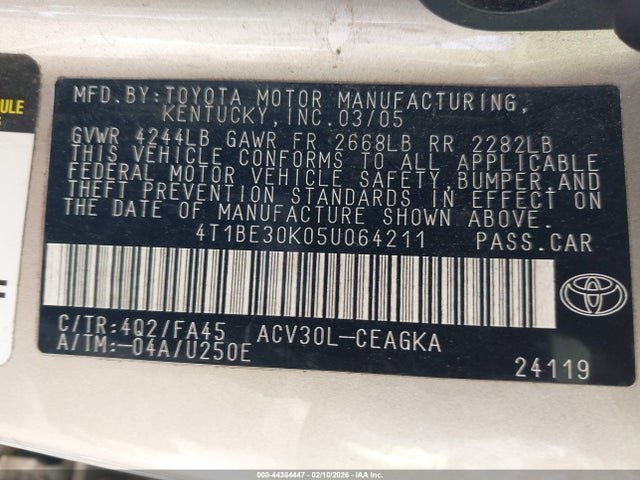 MFD.BY:TOYOTA MOTOR MANUFACTURING,
KENTUCKY,INC.03/05
GVWR 4244LB GAWR FR 2668LB RR 2282LB
THIS VEHICLE CONFORMS TO ALL APPLICABLE
FEDERAL MOTOR VEHICLE SAFETY,BUMPER,AND
THEFT PREVENTION STANDARDS IN EFFECT ON
THE DATE OF MANUFACTURE SHOWN ABOVE.
4T1BE30K05U064211 PASS.CAR
C/TR:4Q2/FA45 ACV30L-CEAGKA
A/TM:-04A/U250E
24119
000-44364447 - 02/10/2026 - COPYRIGHT IAA, LLC.